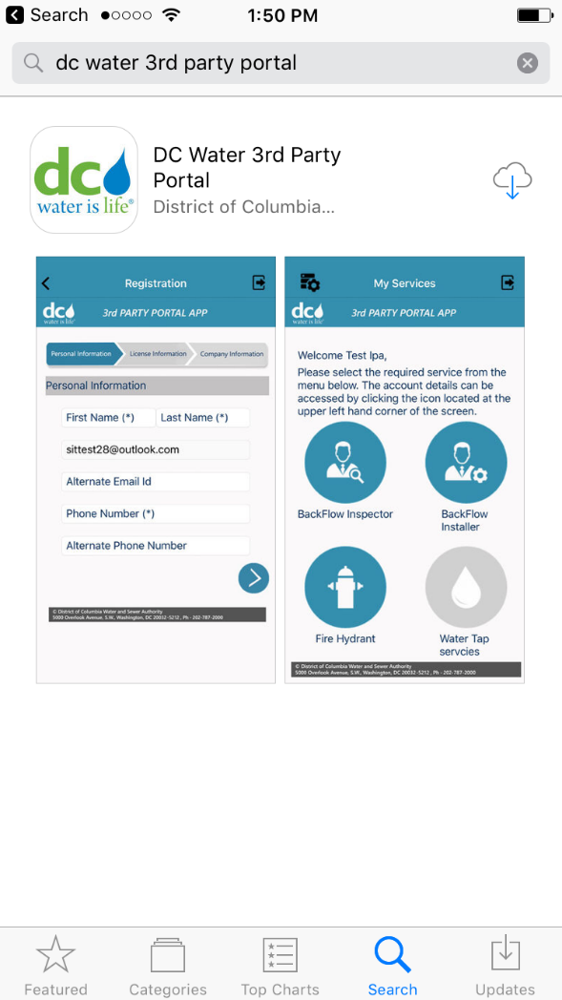 Search
1:50 PM
dc water 3rd party portal
dc
water is life®
DC Water 3rd Party
Portal
District of Columbia...
Registration
dc
water is life
3rd PARTY PORTAL APP
Personal Information
License Information
Company Information
Personal Information
First Name (*)
Last Name (*)
sittest28@outlook.com
Alternate Email Id
Phone Number (*)
Alternate Phone Number
© District of Columbia Water and Sewer Authority
5000 Overlook Avenue, S.W., Washington, DC 20032-5212 , Ph - 202-787-2000
My Services
dc
water is life
3rd PARTY PORTAL APP
Welcome Test Ipa,
Please select the required service from the
menu below. The account details can be
accessed by clicking the icon located at the
upper left hand corner of the screen.
BackFlow Inspector
BackFlow
Installer
Fire Hydrant
Water Tap
servcies
© District of Columbia Water and Sewer Authority
5000 Overlook Avenue, S.W., Washington, DC 20032-5212 , Ph - 202-787-2000
Featured
Categories
Top Charts
Search
Updates